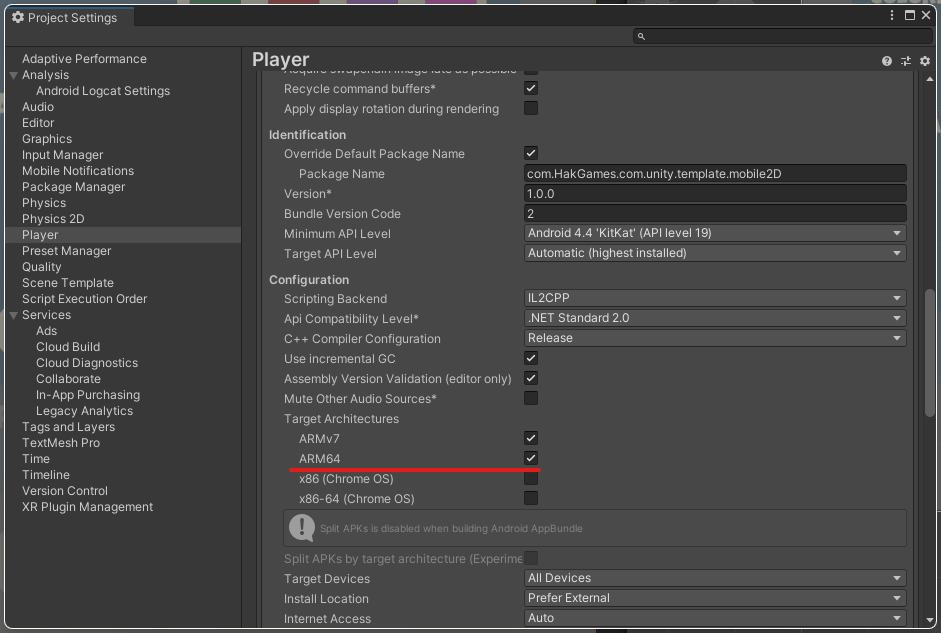 Project Settings
Adaptive Performance
Analysis
Android Logcat Settings
Audio
Editor
Graphics
Input Manager
Mobile Notifications
Package Manager
Physics
Physics 2D
Player
Preset Manager
Quality
Scene Template
Script Execution Order
Services
Ads
Cloud Build
Cloud Diagnostics
Collaborate
In-App Purchasing
Legacy Analytics
Tags and Layers
TextMesh Pro
Time
Timeline
Version Control
XR Plugin Management
Player
Acquire swapchain image late as possible
Recycle command buffers*
Apply display rotation during rendering
Identification
Override Default Package Name
Package Name com.HakGames.com.unity.template.mobile2D
Version* 1.0.0
Bundle Version Code 2
Minimum API Level Android 4.4 'KitKat' (API level 19)
Target API Level Automatic (highest installed)
Configuration
Scripting Backend IL2CPP
Api Compatibility Level* .NET Standard 2.0
C++ Compiler Configuration Release
Use incremental GC
Assembly Version Validation (editor only)
Mute Other Audio Sources*
Target Architectures
ARMv7
ARM64
x86 (Chrome OS)
x86-64 (Chrome OS)
Split APKs is disabled when building Android AppBundle
Split APKs by target architecture (Experime
Target Devices All Devices
Install Location Prefer External
Internet Access Auto